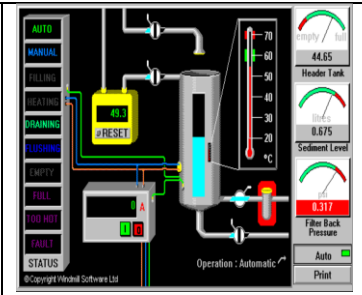 AUTO
MANUAL
FILLING
HEATING
DRAINING
FLUSHING
EMPTY
FULL
TOO HOT
FAULT
STATUS
©Copyright Windmill Software Ltd
49.3
RESET
0 A
70
60
50
40
30
20
°C
Operation : Automatic
empty full
44.65
Header Tank
litres
0.675
Sediment Level
psi
0.317
Filter Back
Pressure
Auto
Print